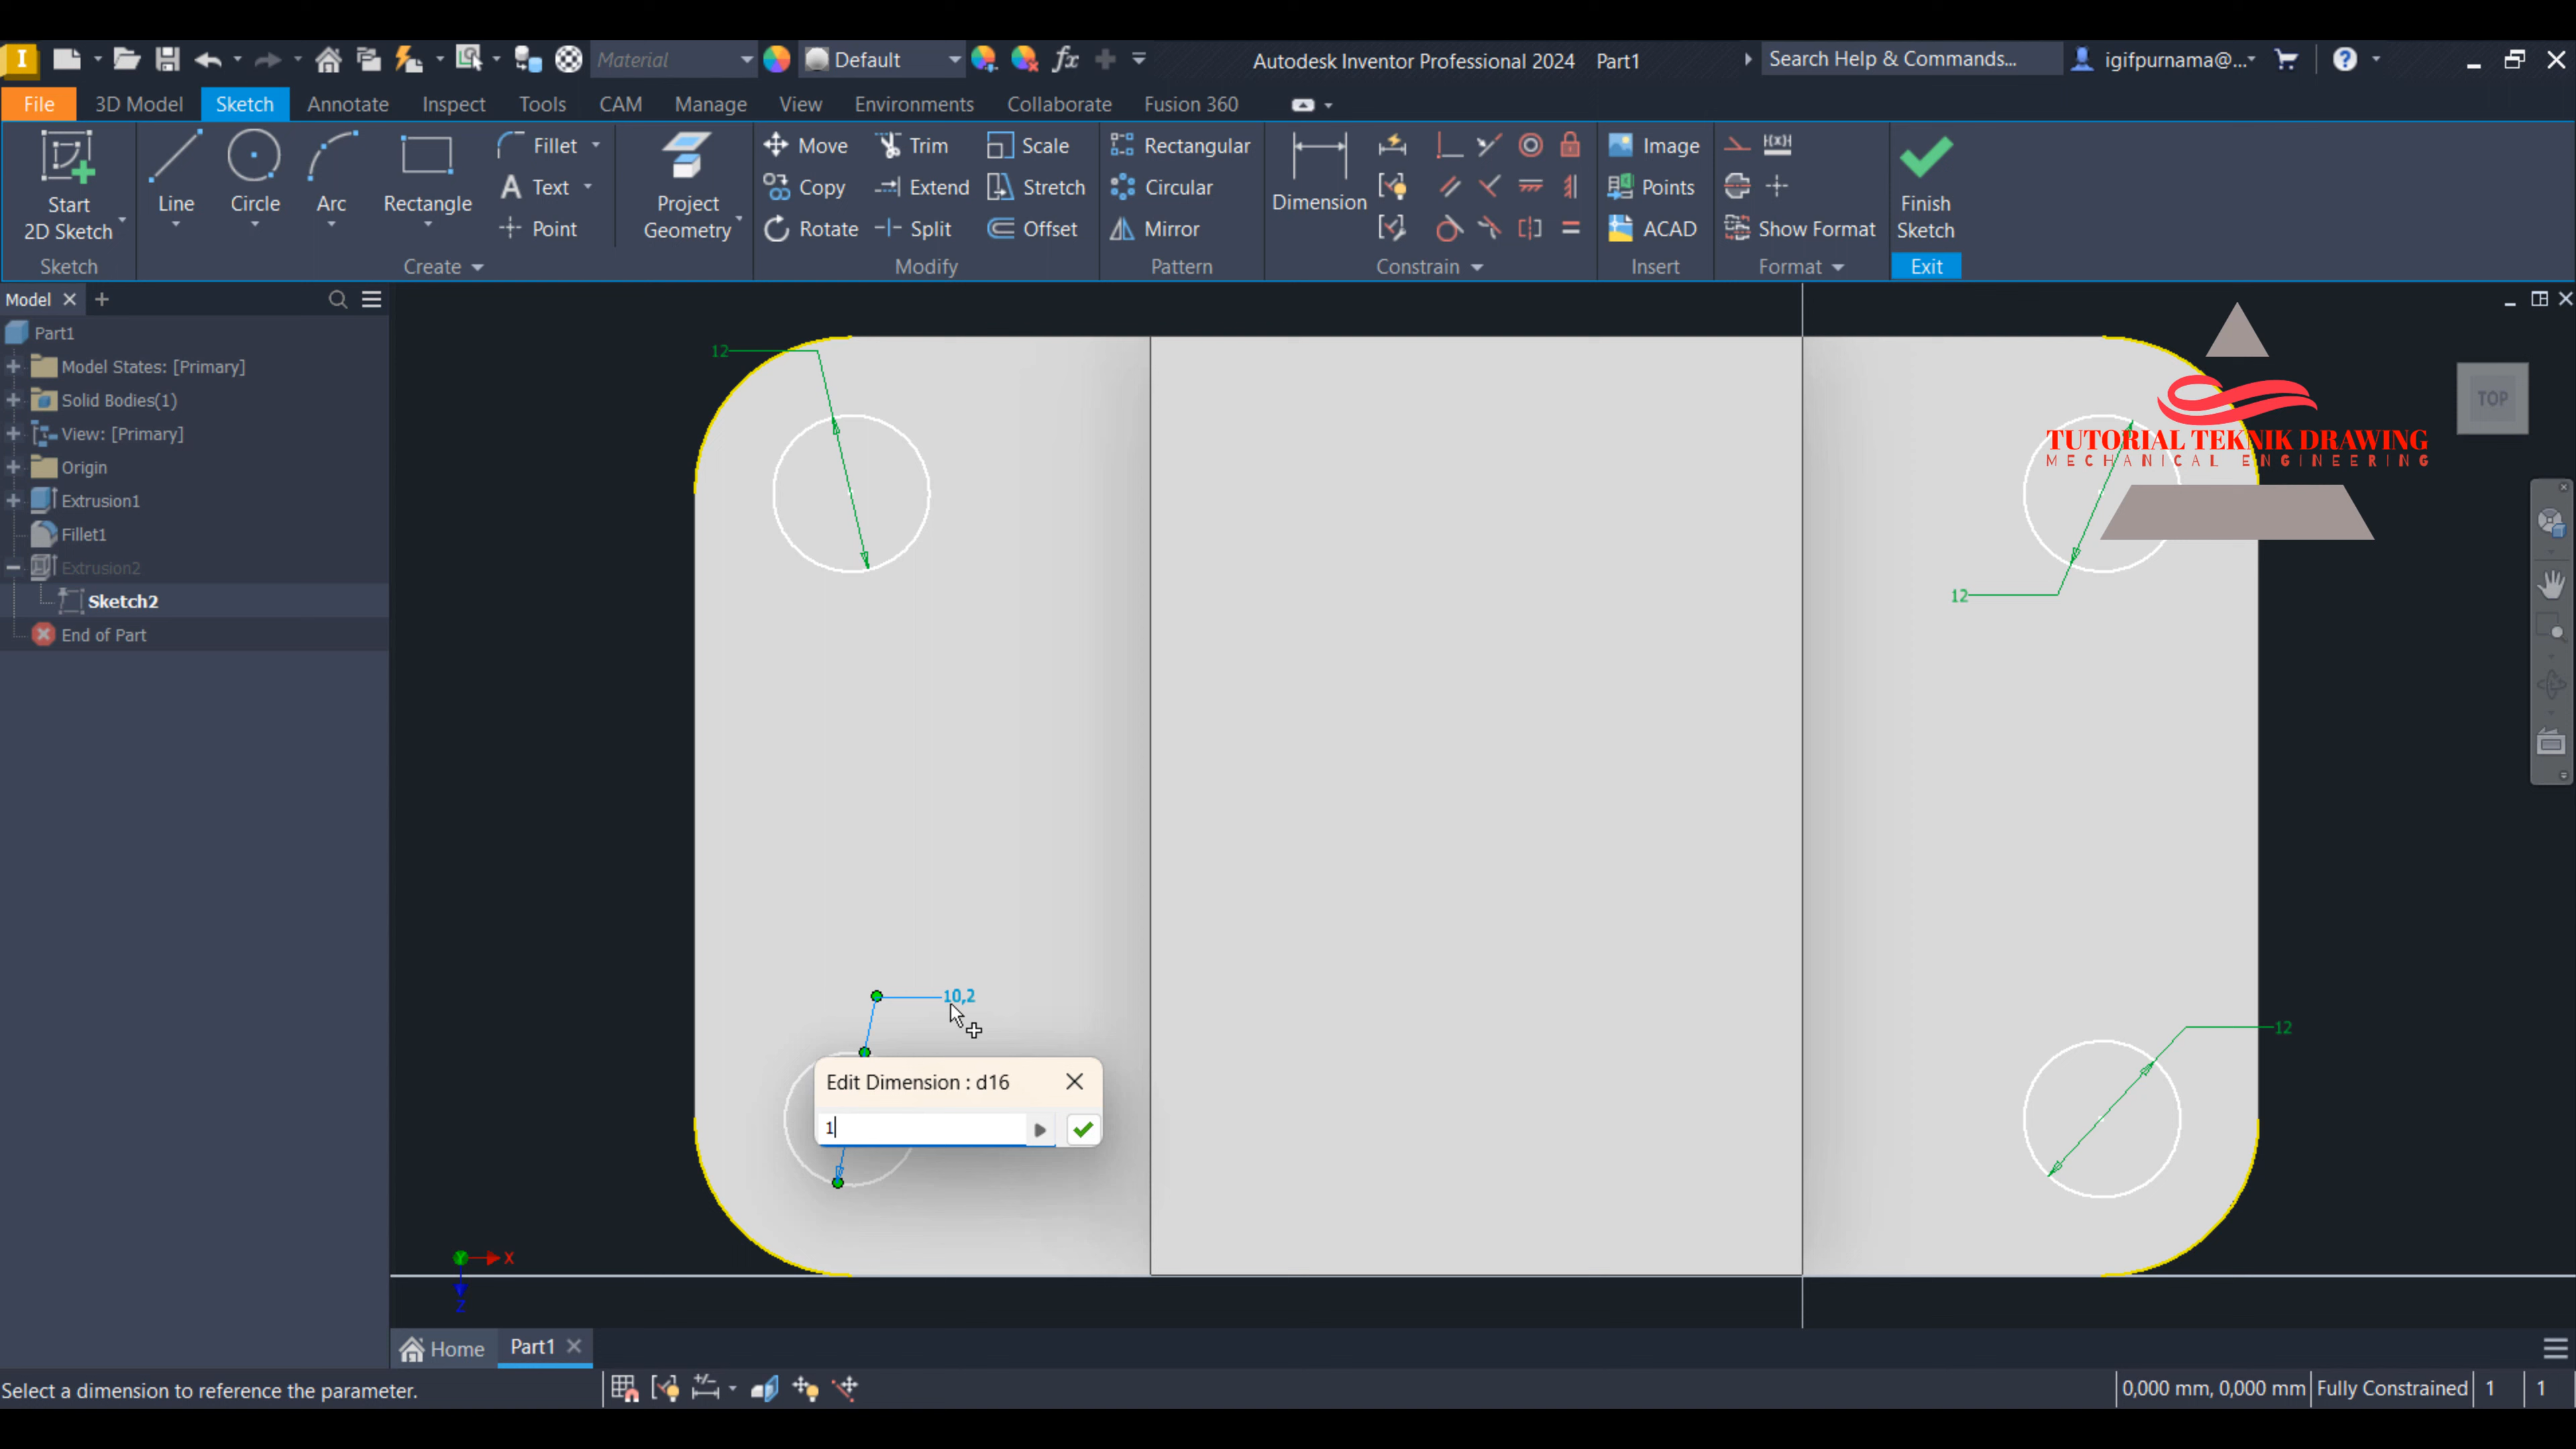 Material
Default
fx
Autodesk Inventor Professional 2024 Part1
Search Help & Commands...
igifpurnama@...
File 3D Model Sketch Annotate Inspect Tools CAM Manage View Environments Collaborate Fusion 360
Start
2D Sketch
Line
Circle
Arc
Rectangle
Fillet
Text
Point
Project
Geometry
Move
Copy
Rotate
Trim
Extend
Split
Scale
Stretch
Offset
Rectangular
Circular
Mirror
Dimension
Image
Points
ACAD
Show Format
Finish
Sketch
Sketch
Create
Modify
Pattern
Constrain
Insert
Format
Exit
Model
Part1
Model States: [Primary]
Solid Bodies(1)
View: [Primary]
Origin
Extrusion1
Fillet1
Extrusion2
Sketch2
End of Part
12
TOP
TUTORIAL TEKNIK DRAWING
MECHANICAL ENGINEERING
12
10,2
12
Edit Dimension : d16
1
X
Z
Home
Part1
Select a dimension to reference the parameter.
0,000 mm, 0,000 mm Fully Constrained 1 1